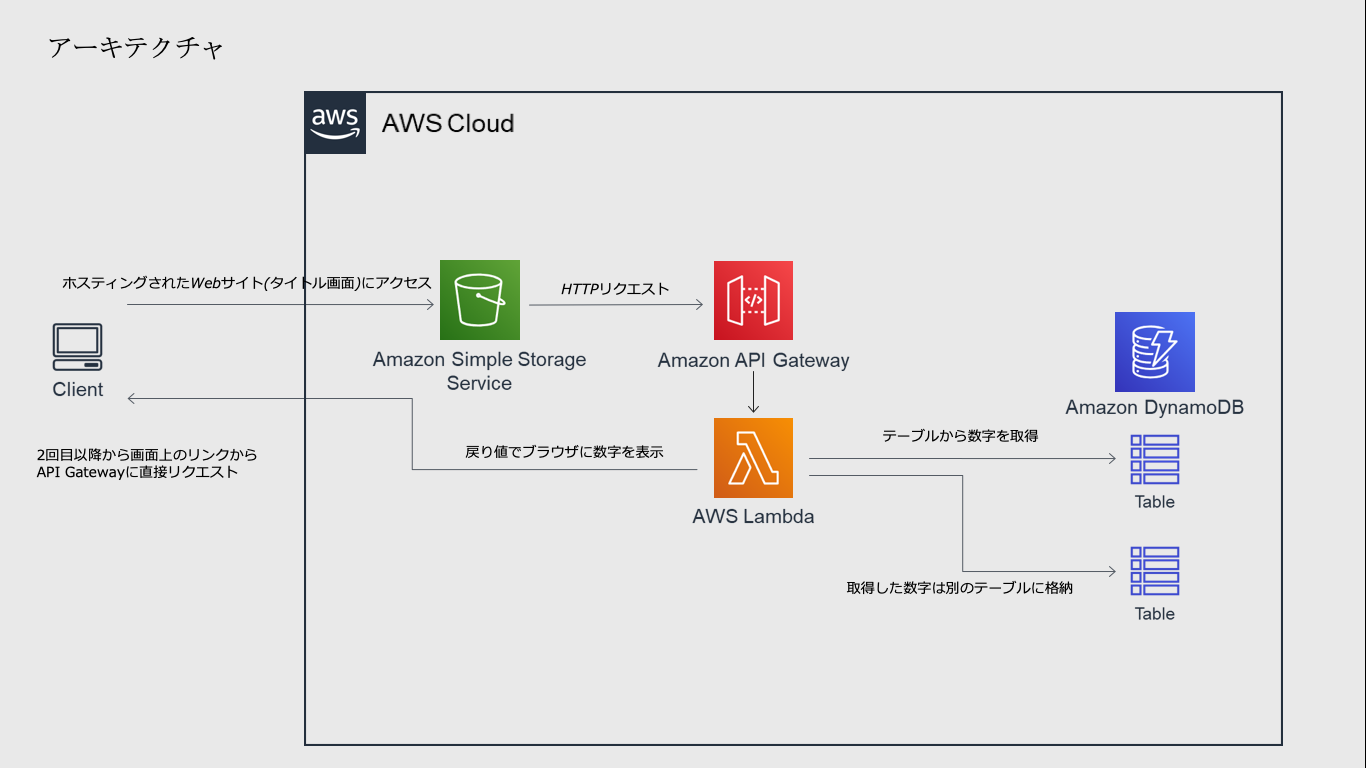 アーキテクチャ
aws
AWS Cloud
ホスティングされたWebサイト(タイトル画面)にアクセス
HTTPリクエスト
Client
Amazon Simple Storage
Service
Amazon API Gateway
Amazon DynamoDB
2回目以降から画面上のリンクから
API Gatewayに直接リクエスト
戻り値でブラウザに数字を表示
AWS Lambda
テーブルから数字を取得
Table
取得した数字は別のテーブルに格納
Table